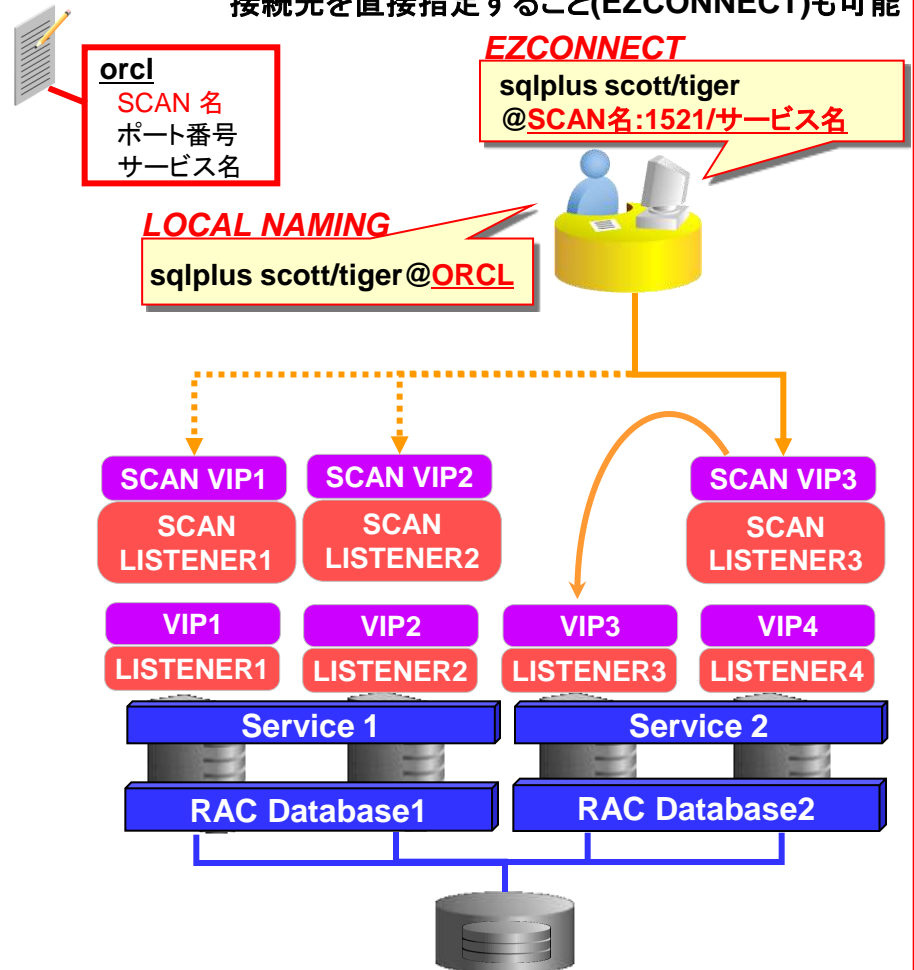 接続先を直接指定すること(EZCONNECT)も可能
EZCONNECT
orcl
SCAN 名
ポート番号
サービス名
sqlplus scott/tiger
@SCAN名:1521/サービス名
LOCAL NAMING
sqlplus scott/tiger@ORCL
SCAN VIP1
SCAN VIP2
SCAN VIP3
SCAN
LISTENER1
SCAN
LISTENER2
SCAN
LISTENER3
VIP1
VIP2
VIP3
VIP4
LISTENER1
LISTENER2
LISTENER3
LISTENER4
Service 1
Service 2
RAC Database1
RAC Database2